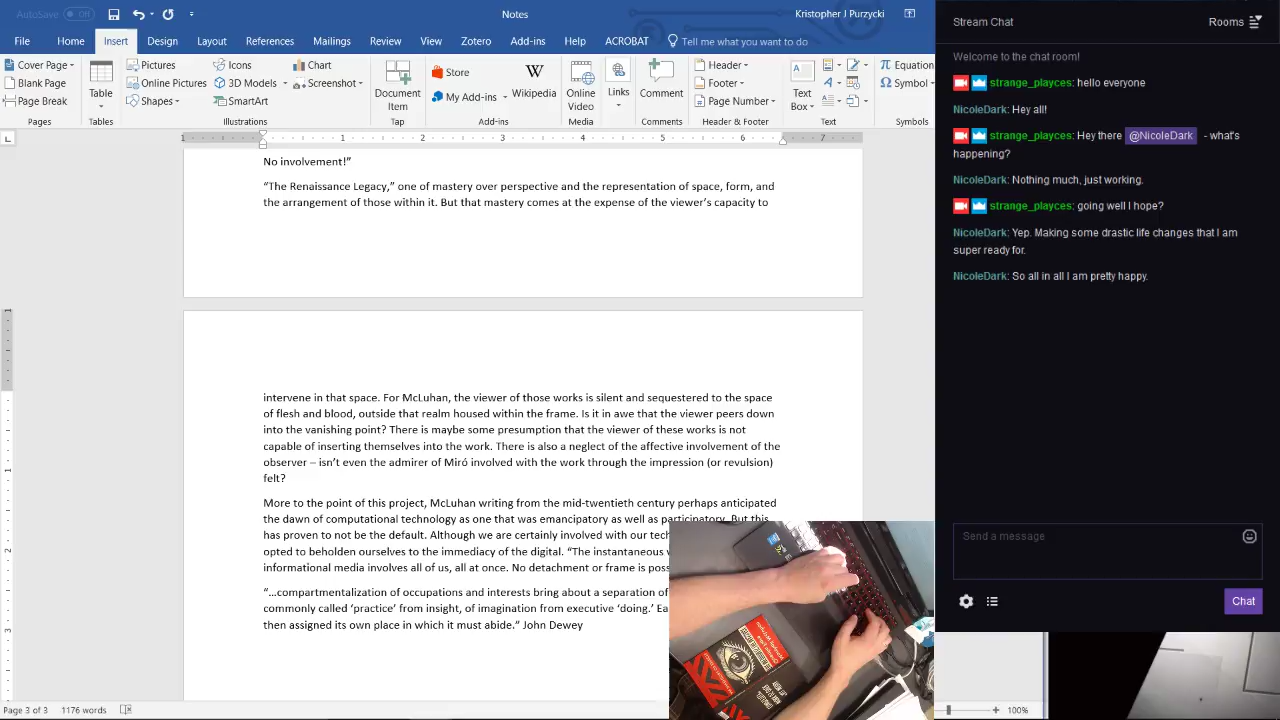 AutoSave
Off
Notes
Kristopher J Purzycki
File
Home
Insert
Design
Layout
References
Mailings
Review
View
Zotero
Add-ins
Help
ACROBAT
Tell me what you want to do
Cover Page
Blank Page
Page Break
Pages
Table
Tables
Pictures
Shapes
Icons
3D Models
SmartArt
Chart
Screenshot
Illustrations
Document
Item
Tap
Store
My Add-ins
W
Wikipedia
Add-ins
Online
Video
Media
Links
Comment
Comments
Header
Footer
Page Number
Header & Footer
Text
Box
Text
Equation
Symbol
Symbols
1 1 2 3 4 5 6 7
No involvement!”
“The Renaissance Legacy,” one of mastery over perspective and the representation of space, form, and
the arrangement of those within it. But that mastery comes at the expense of the viewer’s capacity to
intervene in that space. For McLuhan, the viewer of those works is silent and sequestered to the space
of flesh and blood, outside that realm housed within the frame. Is it in awe that the viewer peers down
into the vanishing point? There is maybe some presumption that the viewer of these works is not
capable of inserting themselves into the work. There is also a neglect of the affective involvement of the
observer – isn’t even the admirer of Miró involved with the work through the impression (or revulsion)
felt?
More to the point of this project, McLuhan writing from the mid-twentieth century perhaps anticipated
the dawn of computational technology as one that was emancipatory as well as participatory. But this
has proven to not be the default. Although we are certainly involved with our
opted to beholden ourselves to the immediacy of the digital. “The instantaneous
informational media involves all of us, all at once. No detachment or frame is
“…compartmentalization of occupations and interests bring about a separation of
commonly called ‘practice’ from insight, of imagination from executive ‘doing.’
then assigned its own place in which it must abide.” John Dewey
Page 3 of 3
1176 words
Stream Chat
Rooms
Welcome to the chat room!
strange_playces: hello everyone
NicoleDark: Hey all!
strange_playces: Hey there @NicoleDark - what's
happening?
NicoleDark: Nothing much, just working.
strange_playces: going well I hope?
NicoleDark: Yep. Making some drastic life changes that I am
super ready for.
NicoleDark: So all in all I am pretty happy.
Send a message
Chat
100%